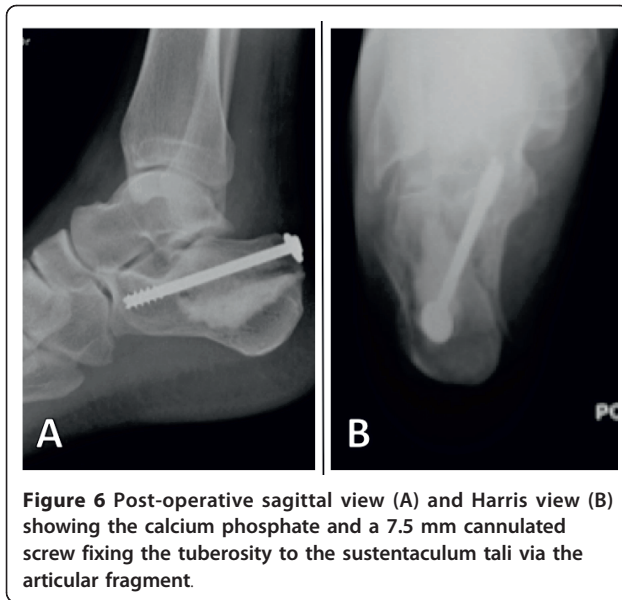 PO
A
B
Figure 6 Post-operative sagittal view (A) and Harris view (B)
showing the calcium phosphate and a 7.5 mm cannulated
screw fixing the tuberosity to the sustentaculum tali via the
articular fragment.